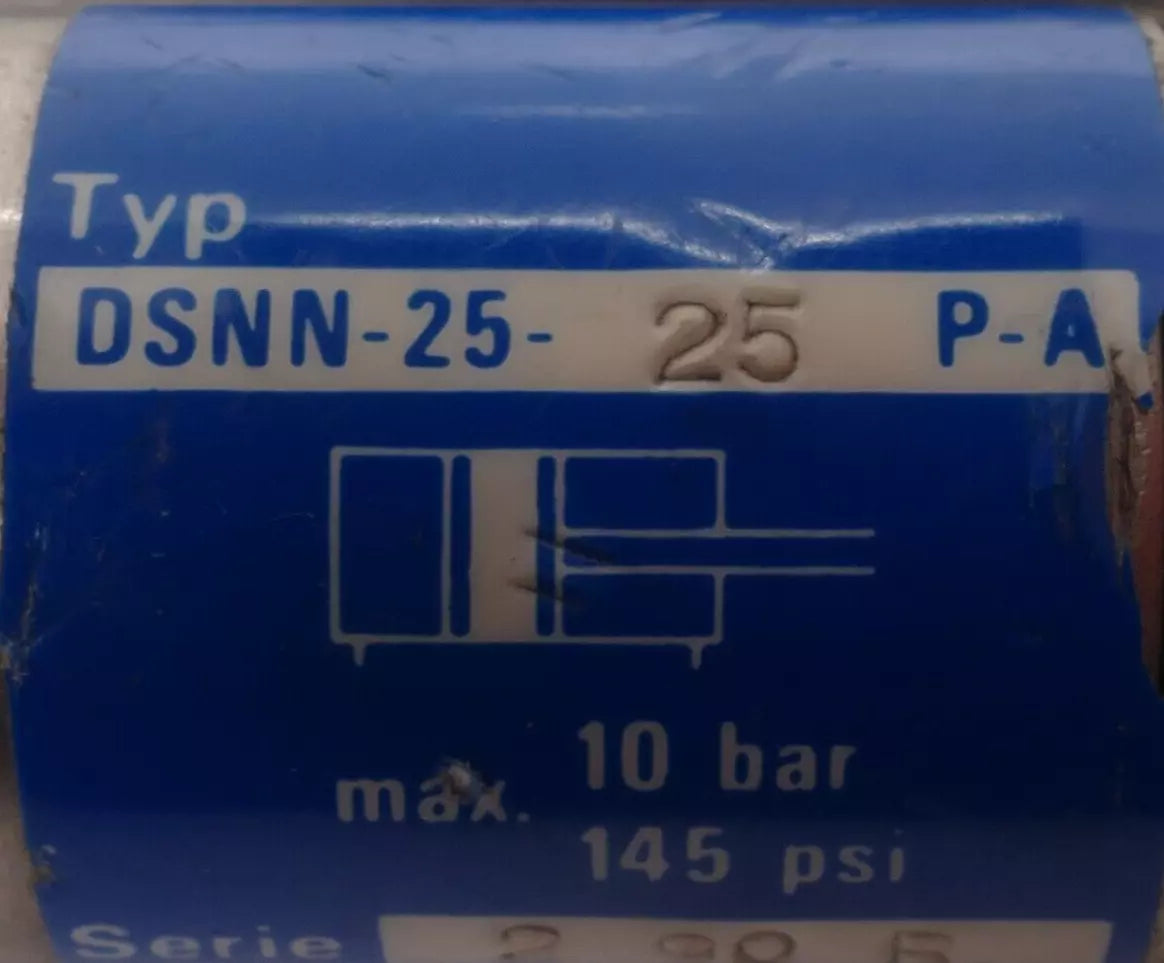 Typ
DSNN-25- 25 P-A
max. 10 bar
145 psi
Serie